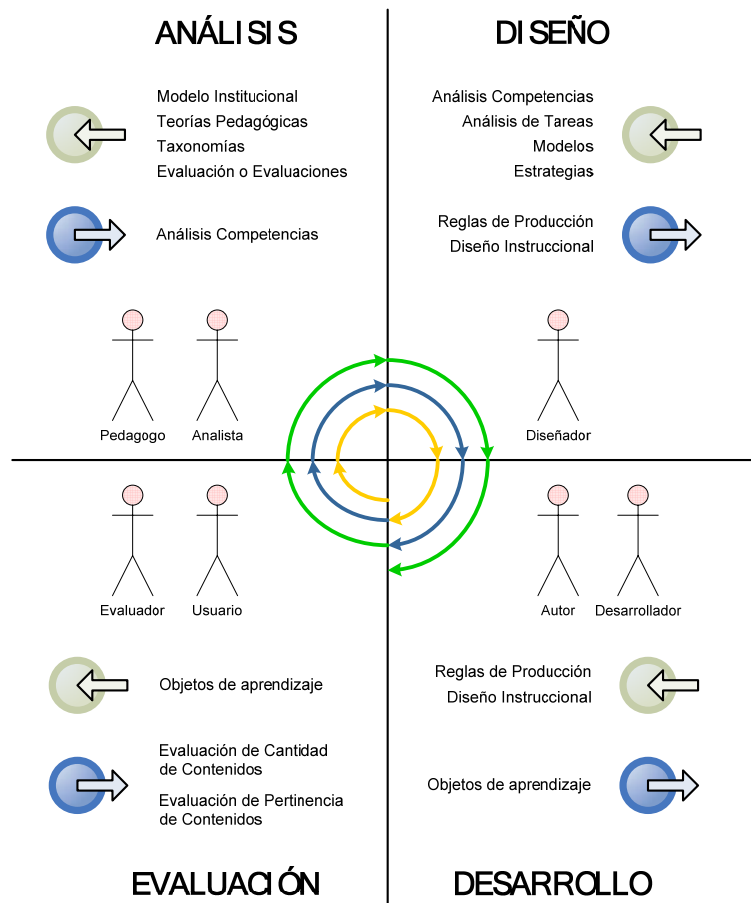 ANÁLISIS
Modelo Institucional
Teorías Pedagógicas
Taxonomías
Evaluación o Evaluaciones
Análisis Competencias
Pedagogo
Analista
DISEÑO
Análisis Competencias
Análisis de Tareas
Modelos
Estrategias
Reglas de Producción
Diseño Instruccional
Diseñador
Evaluador
Usuario
Objetos de aprendizaje
Evaluación de Cantidad
de Contenidos
Evaluación de Pertinencia
de Contenidos
EVALUACIÓN
Autor
Desarrollador
Reglas de Producción
Diseño Instruccional
Objetos de aprendizaje
DESARROLLO